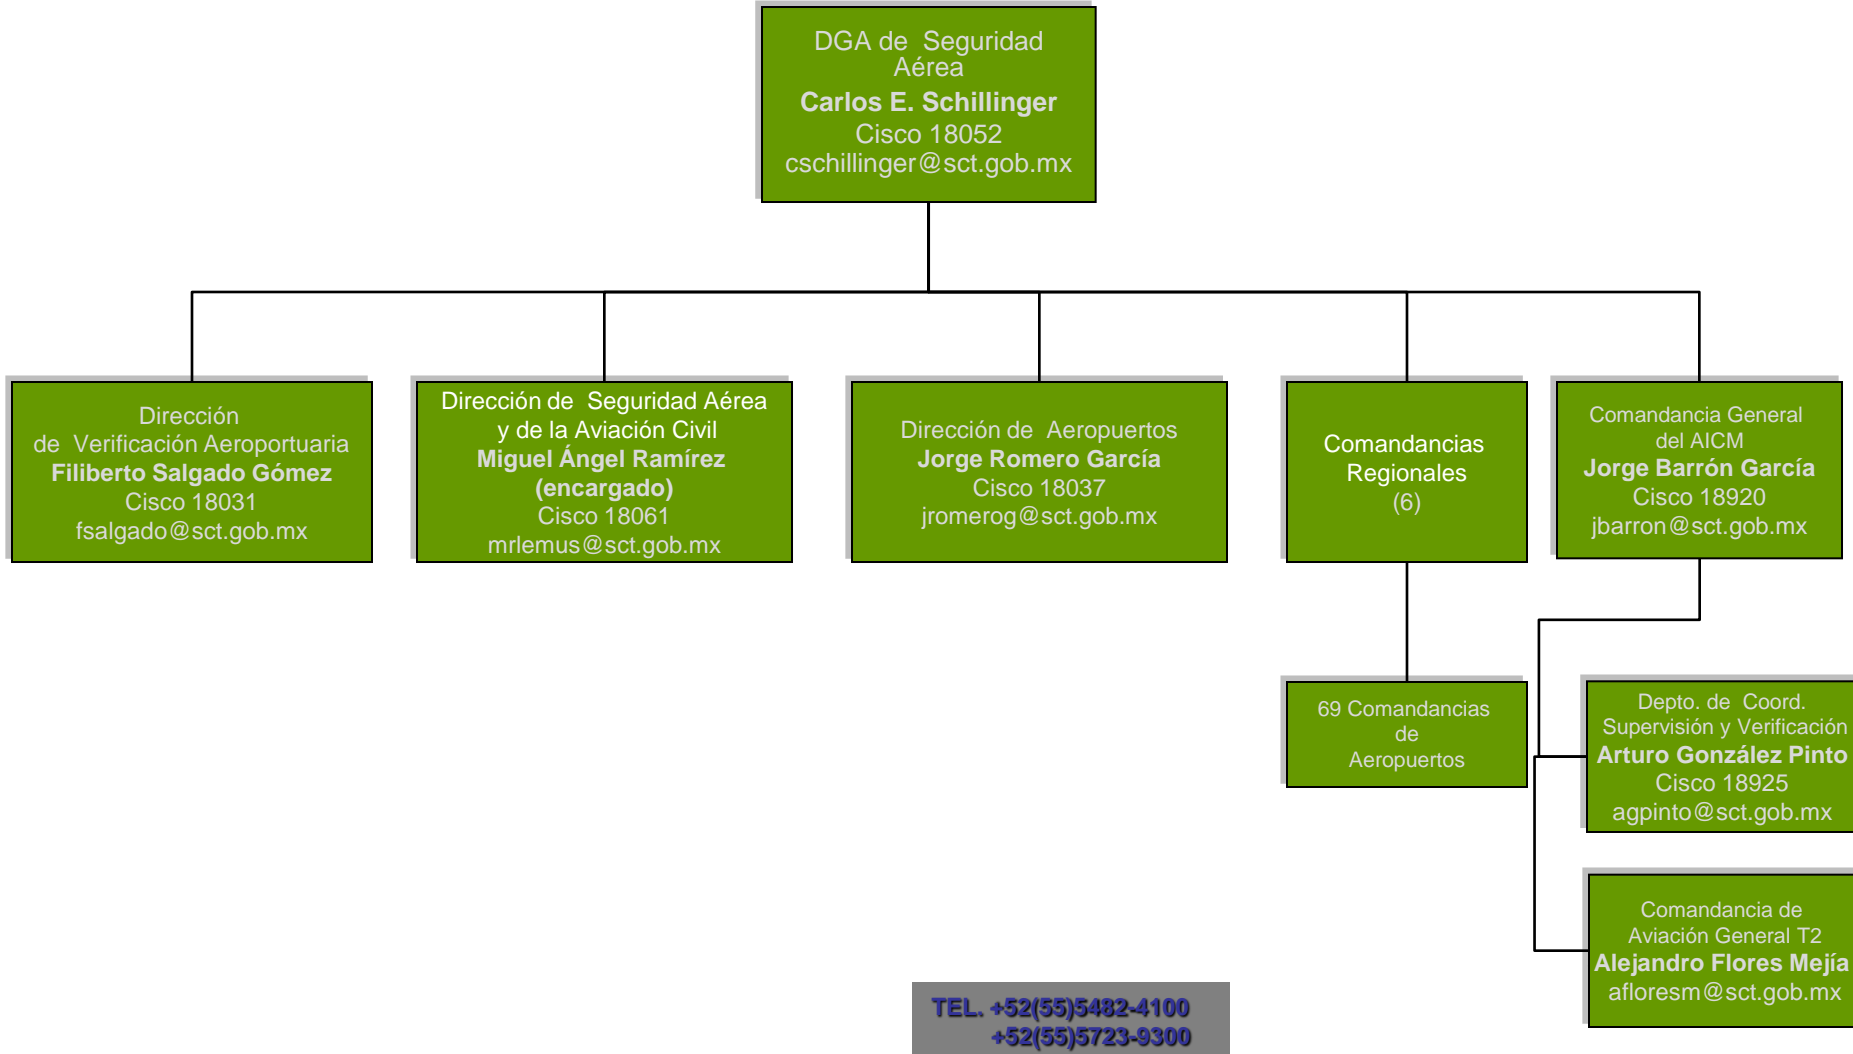 DGA de Seguridad
Aérea
Carlos E. Schillinger
Cisco 18052
cschillinger@sct.gob.mx
Dirección
de Verificación Aeroportuaria
Filiberto Salgado Gómez
Cisco 18031
fsalgado@sct.gob.mx
Dirección de Seguridad Aérea
y de la Aviación Civil
Miguel Ángel Ramírez
(encargado)
Cisco 18061
mrlemus@sct.gob.mx
Dirección de Aeropuertos
Jorge Romero García
Cisco 18037
jromerog@sct.gob.mx
Comandancias
Regionales
(6)
Comandancia General
del AICM
Jorge Barrón García
Cisco 18920
jbarron@sct.gob.mx
69 Comandancias
de
Aeropuertos
Depto. de Coord.
Supervisión y Verificación
Arturo González Pinto
Cisco 18925
agpinto@sct.gob.mx
Comandancia de
Aviación General T2
Alejandro Flores Mejía
afloresm@sct.gob.mx
TEL. +52(55)5482-4100
+52(55)5723-9300